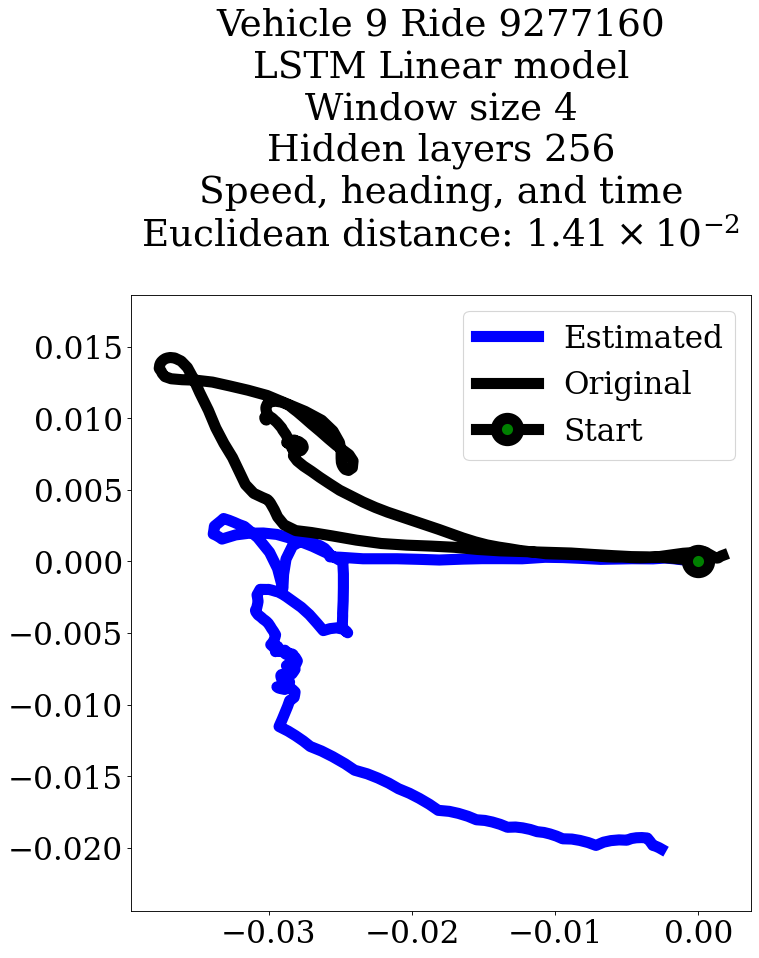 Vehicle 9 Ride 9277160
LSTM Linear model
Window size 4
Hidden layers 256
Speed, heading, and time
Euclidean distance: 1.41 × 10⁻²
Estimated
Original
Start
0.015
0.010
0.005
0.000
−0.005
−0.010
−0.015
−0.020
−0.03 −0.02 −0.01 0.00